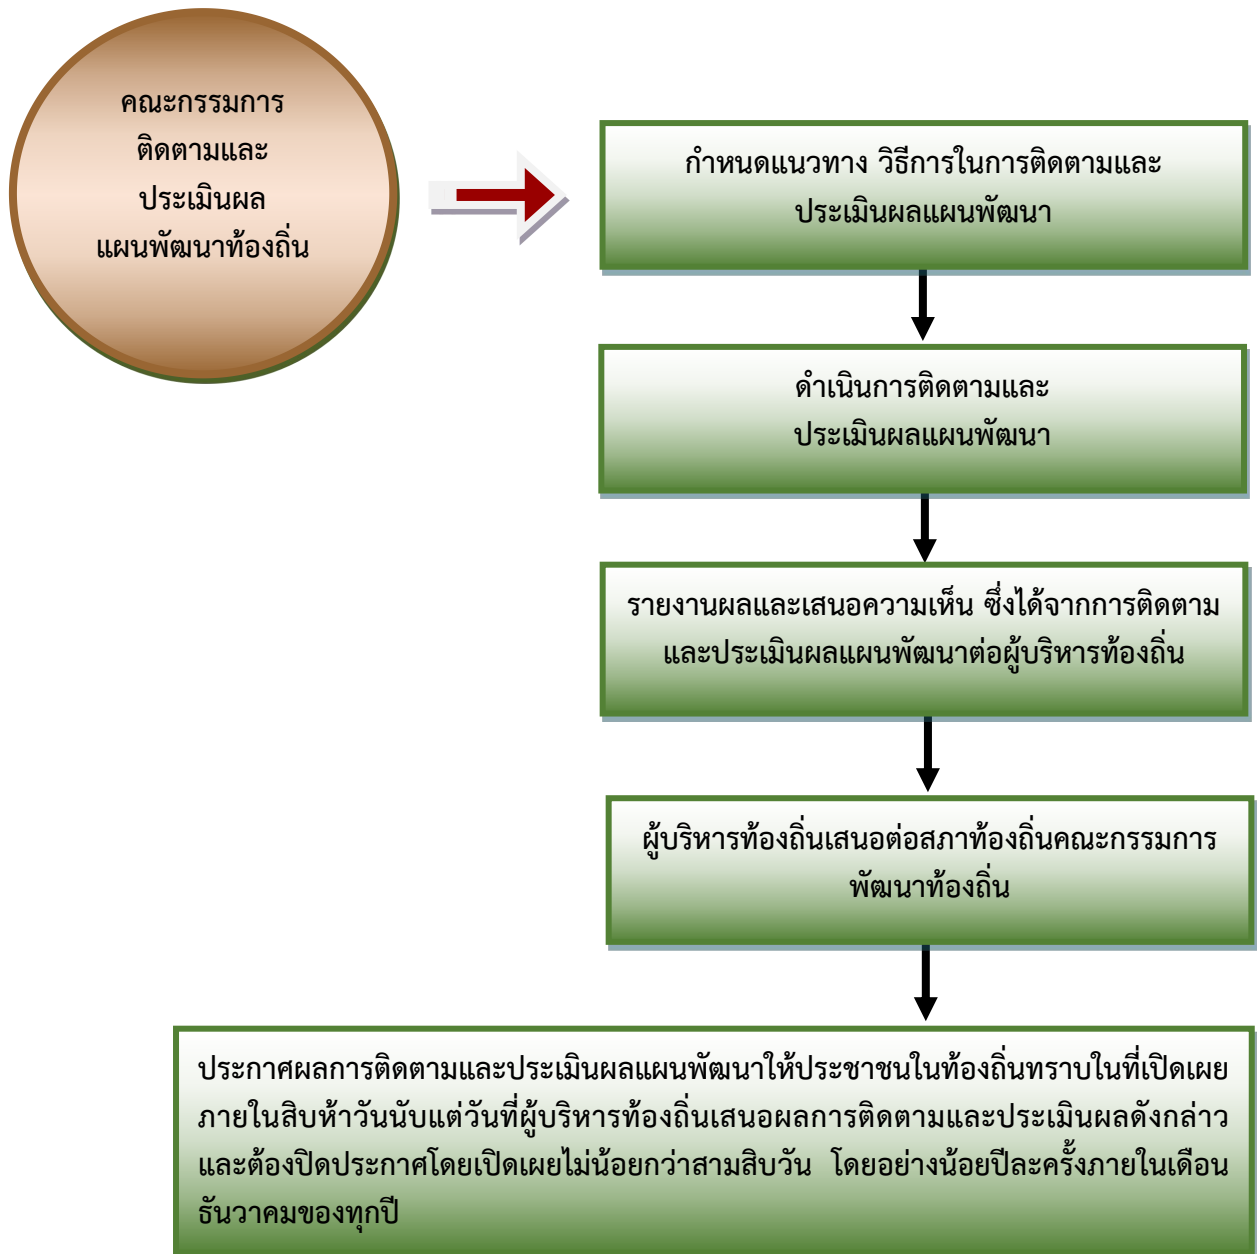 คณะกรรมการ
ติดตามและ
ประเมินผล
แผนพัฒนาท้องถิ่น
กำหนดแนวทาง วิธีการในการติดตามและ
ประเมินผลแผนพัฒนา
ดำเนินการติดตามและ
ประเมินผลแผนพัฒนา
รายงานผลและเสนอความเห็น ซึ่งได้จากการติดตาม
และประเมินผลแผนพัฒนาต่อผู้บริหารท้องถิ่น
ผู้บริหารท้องถิ่นเสนอต่อสภาท้องถิ่นคณะกรรมการ
พัฒนาท้องถิ่น
ประกาศผลการติดตามและประเมินผลแผนพัฒนาให้ประชาชนในท้องถิ่นทราบในที่เปิดเผย
ภายในสิบห้าวันนับแต่วันที่ผู้บริหารท้องถิ่นเสนอผลการติดตามและประเมินผลดังกล่าว
และต้องปิดประกาศโดยเปิดเผยไม่น้อยกว่าสามสิบวัน โดยอย่างน้อยปีละครั้งภายในเดือน
ธันวาคมของทุกปี